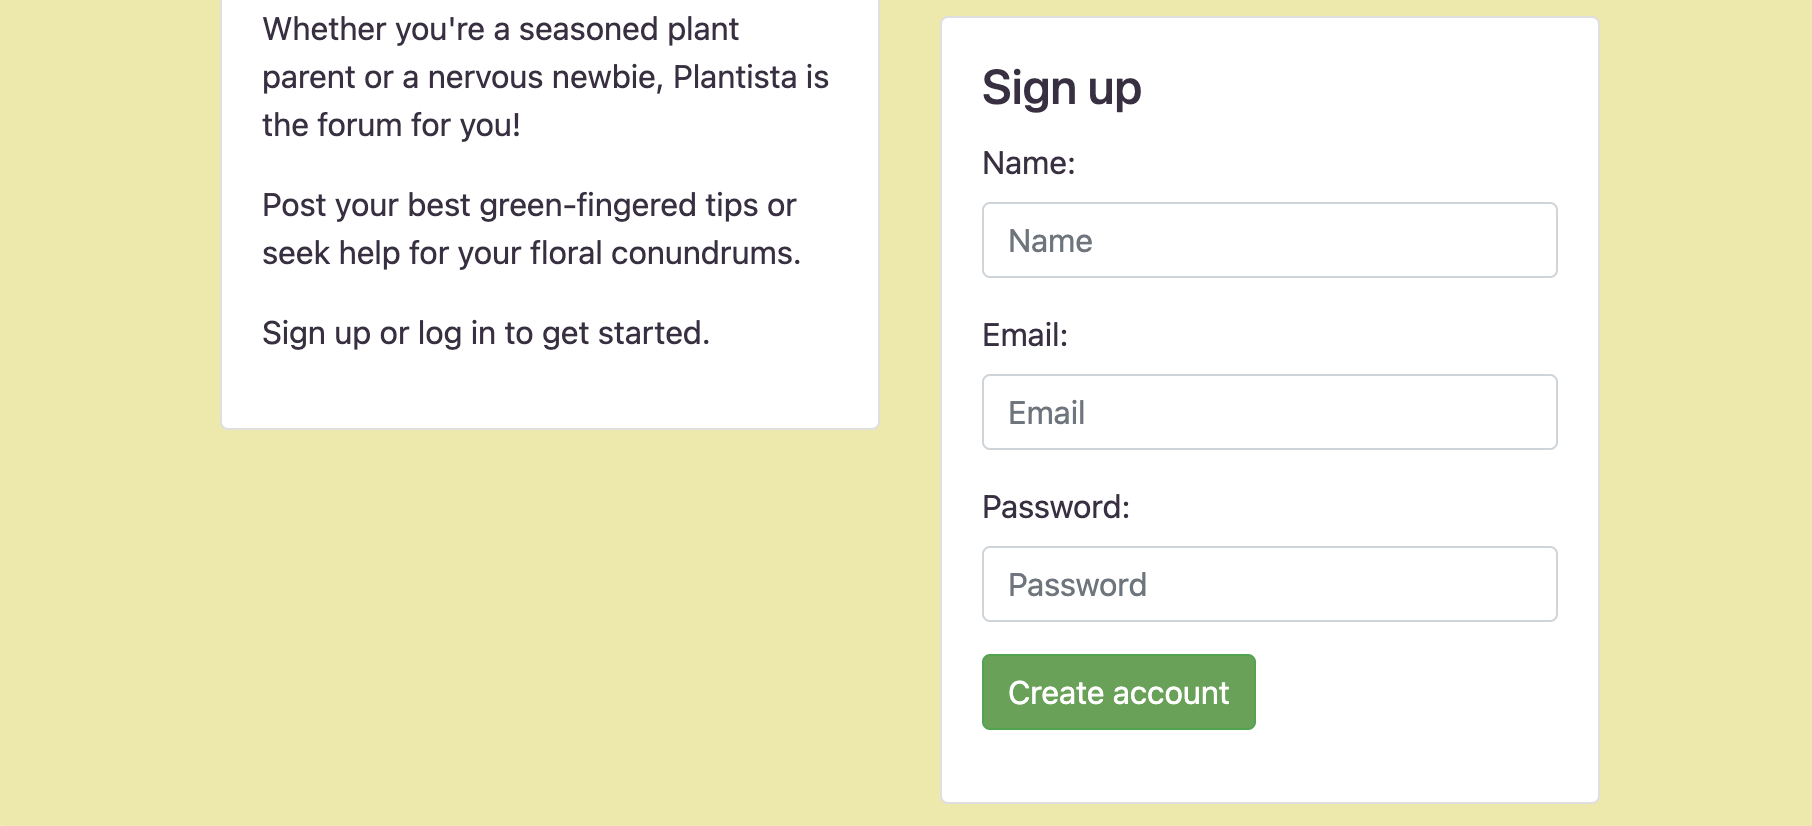 Whether you're a seasoned plant
parent or a nervous newbie, Plantista is
the forum for you!
Post your best green-fingered tips or
seek help for your floral conundrums.
Sign up or log in to get started.
Sign up
Name:
Name
Email:
Email
Password:
Password
Create account